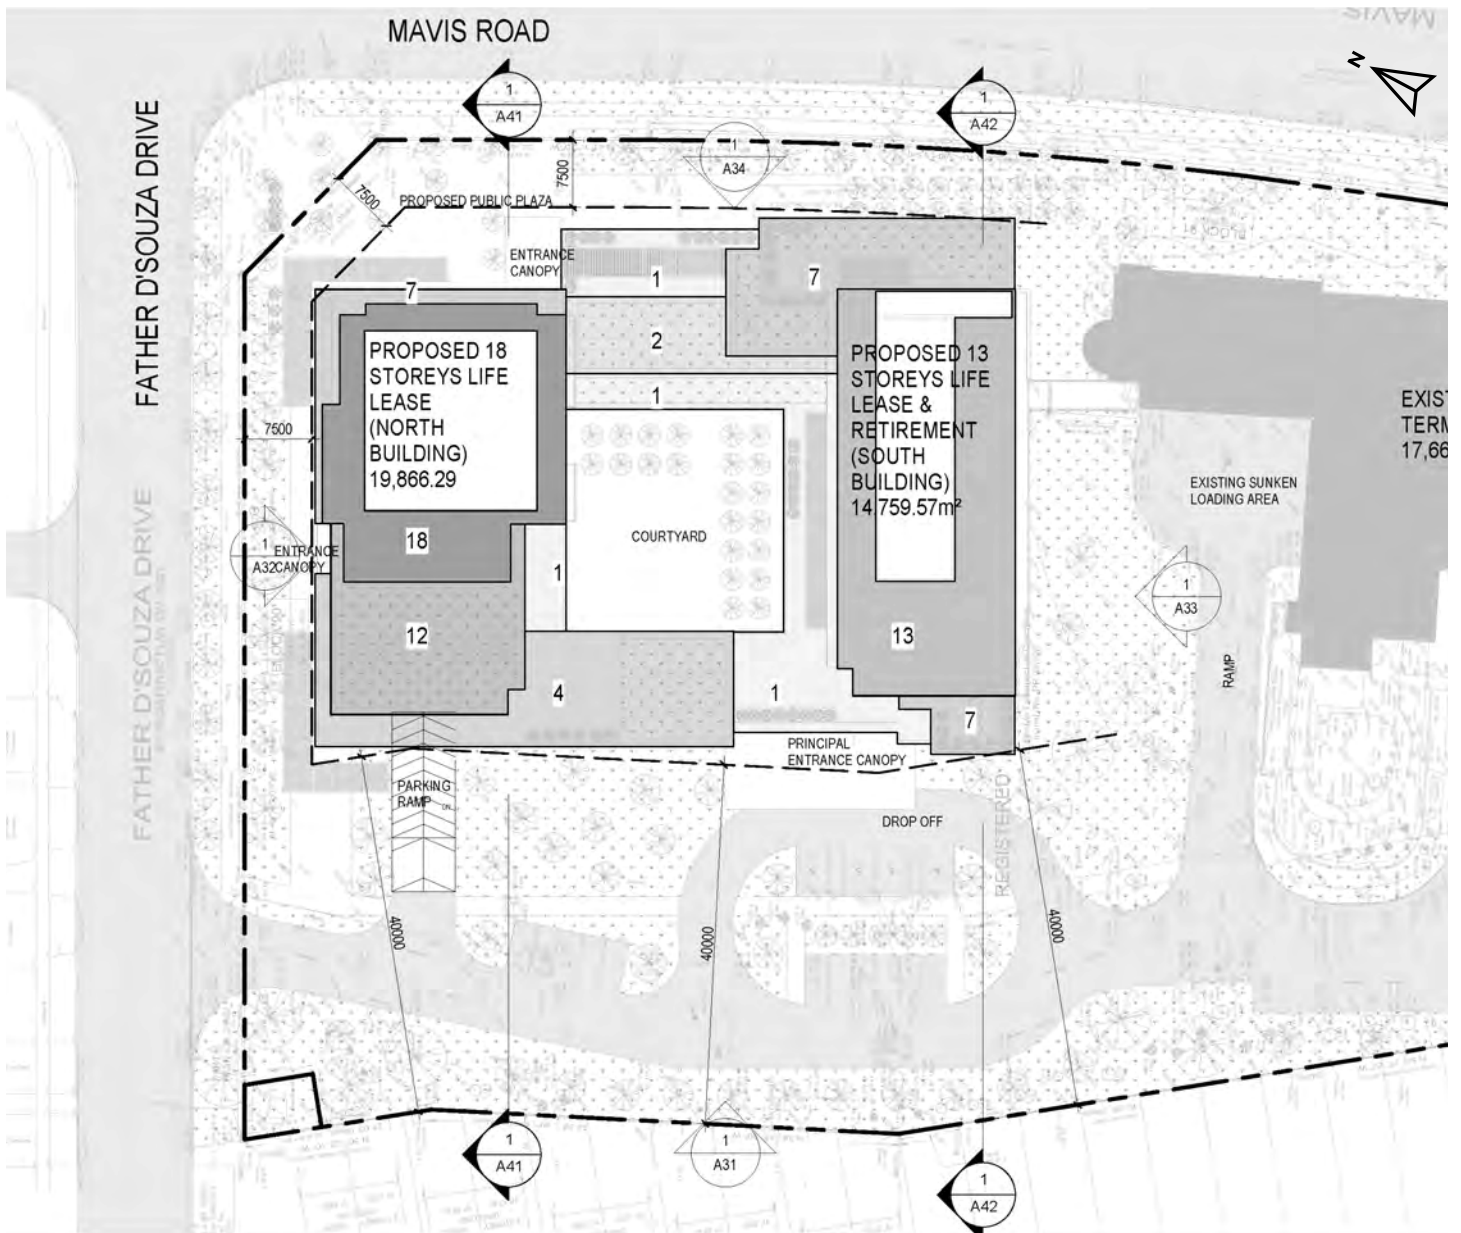 MAVIS ROAD
MAVIS
N
FATHER D'SOUZA DRIVE
FATHER D'SOUZA DRIVE
1
A41
1
A42
1
A34
7500
7500
PROPOSED PUBLIC PLAZA
ENTRANCE
CANOPY
7
1
7
2
1
PROPOSED 18
STOREYS LIFE
LEASE
(NORTH
BUILDING)
19,866.29
PROPOSED 13
STOREYS LIFE
LEASE &
RETIREMENT
(SOUTH
BUILDING)
14,759.57m²
EXIST
TERM
17,66
7500
EXISTING SUNKEN
LOADING AREA
COURTYARD
18
1
A32
ENTRANCE
CANOPY
1
1
A33
12
13
RAMP
4
1
7
PRINCIPAL
ENTRANCE CANOPY
PARKING
RAMP
DN
DROP OFF
REGISTERED
40000
40000
40000
1
A41
1
A31
1
A42